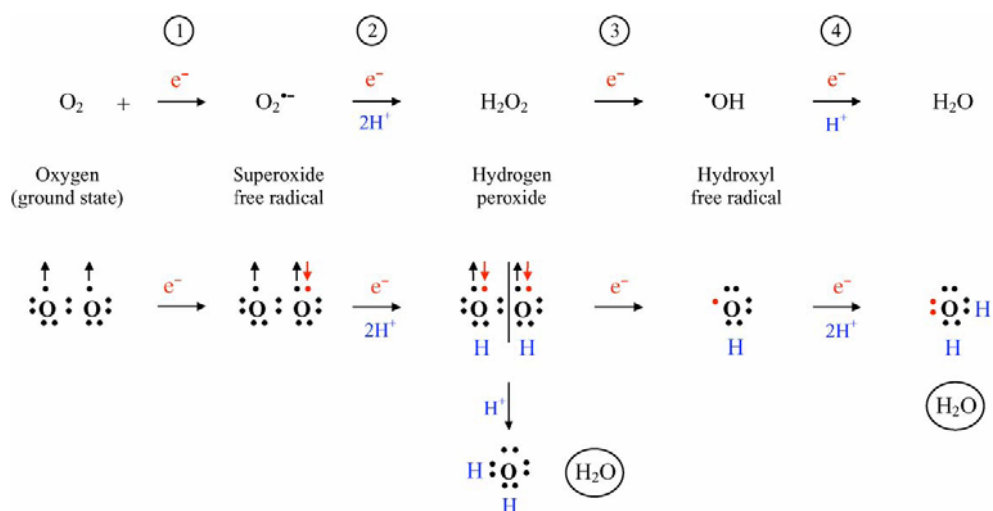 ① ② ③ ④
O₂ + e⁻ O₂•⁻ e⁻ H₂O₂ e⁻ •OH e⁻ H₂O
2H⁺ H⁺
Oxygen Superoxide Hydrogen Hydroxyl
(ground state) free radical peroxide free radical
e⁻ e⁻ e⁻ e⁻
O O O O O O O O H
2H⁺ 2H⁺
H H H H
H⁺ H₂O
H O H₂O
H